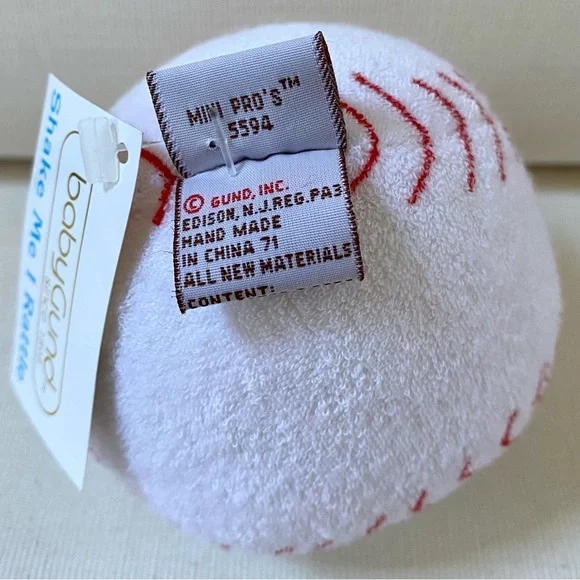 MINI PRO'S™
5594
© GUND, INC.
EDISON, N.J.REG.PA3
HAND MADE
IN CHINA 71
ALL NEW MATERIALS
CONTENT:
Shake Me I Rattle
babyGund